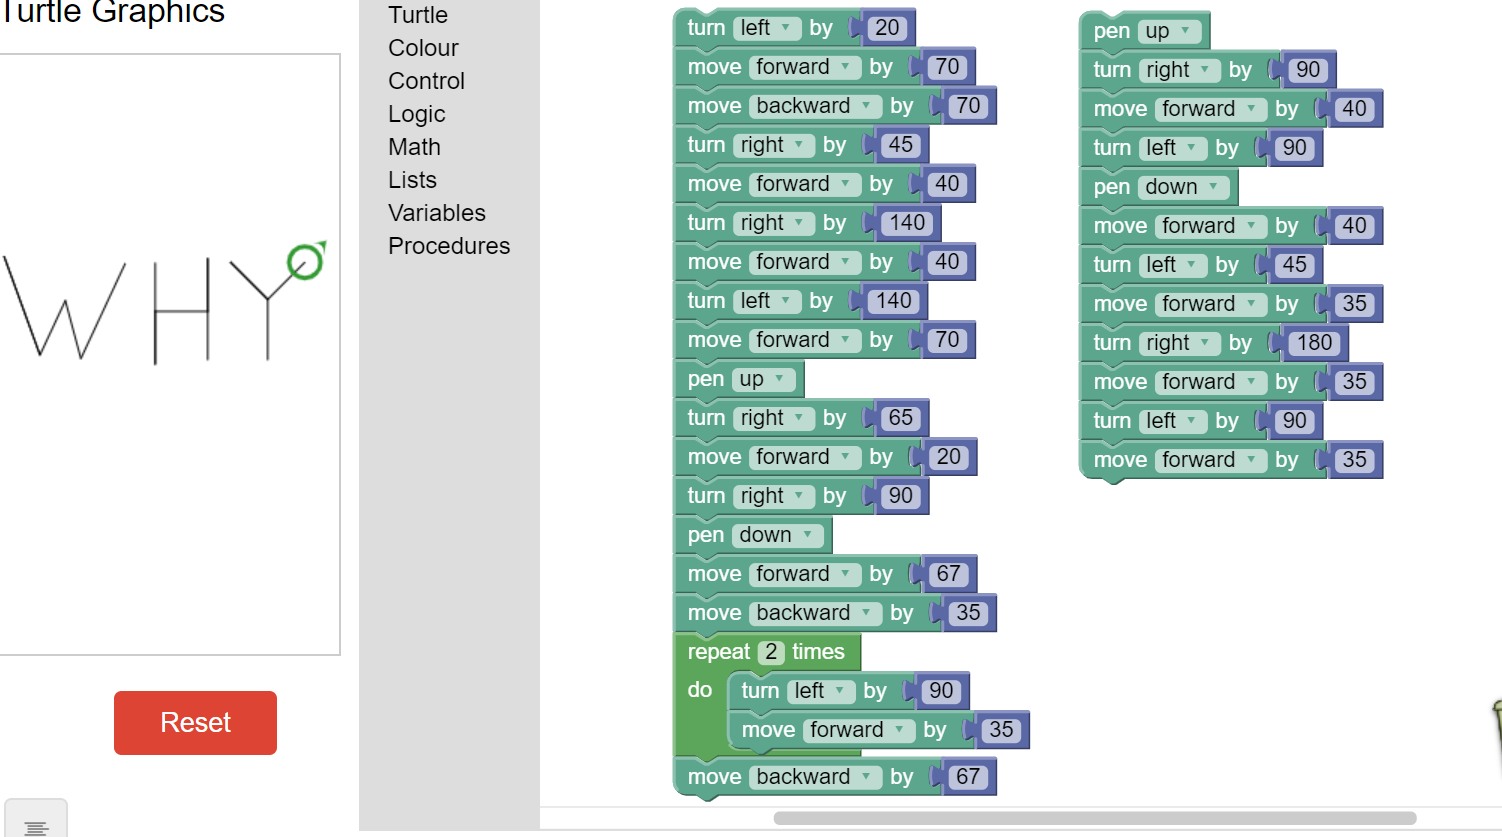 Turtle Graphics
WHY
Reset
Turtle
Colour
Control
Logic
Math
Lists
Variables
Procedures
turn left by 20
move forward by 70
move backward by 70
turn right by 45
move forward by 40
turn right by 140
move forward by 40
turn left by 140
move forward by 70
pen up
turn right by 65
move forward by 20
turn right by 90
pen down
move forward by 67
move backward by 35
repeat 2 times
do turn left by 90
move forward by 35
move backward by 67
pen up
turn right by 90
move forward by 40
turn left by 90
pen down
move forward by 40
turn left by 45
move forward by 35
turn right by 180
move forward by 35
turn left by 90
move forward by 35